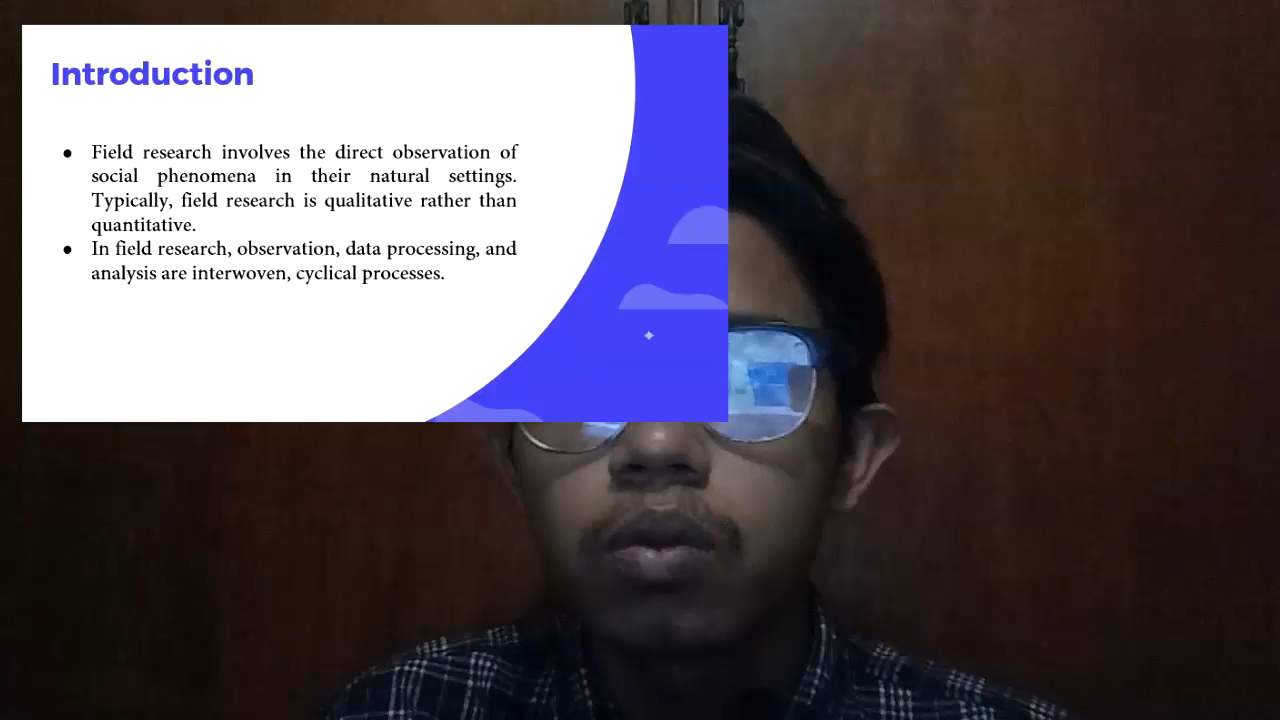 Introduction
● Field research involves the direct observation of
social phenomena in their natural settings.
Typically, field research is qualitative rather than
quantitative.
● In field research, observation, data processing, and
analysis are interwoven, cyclical processes.